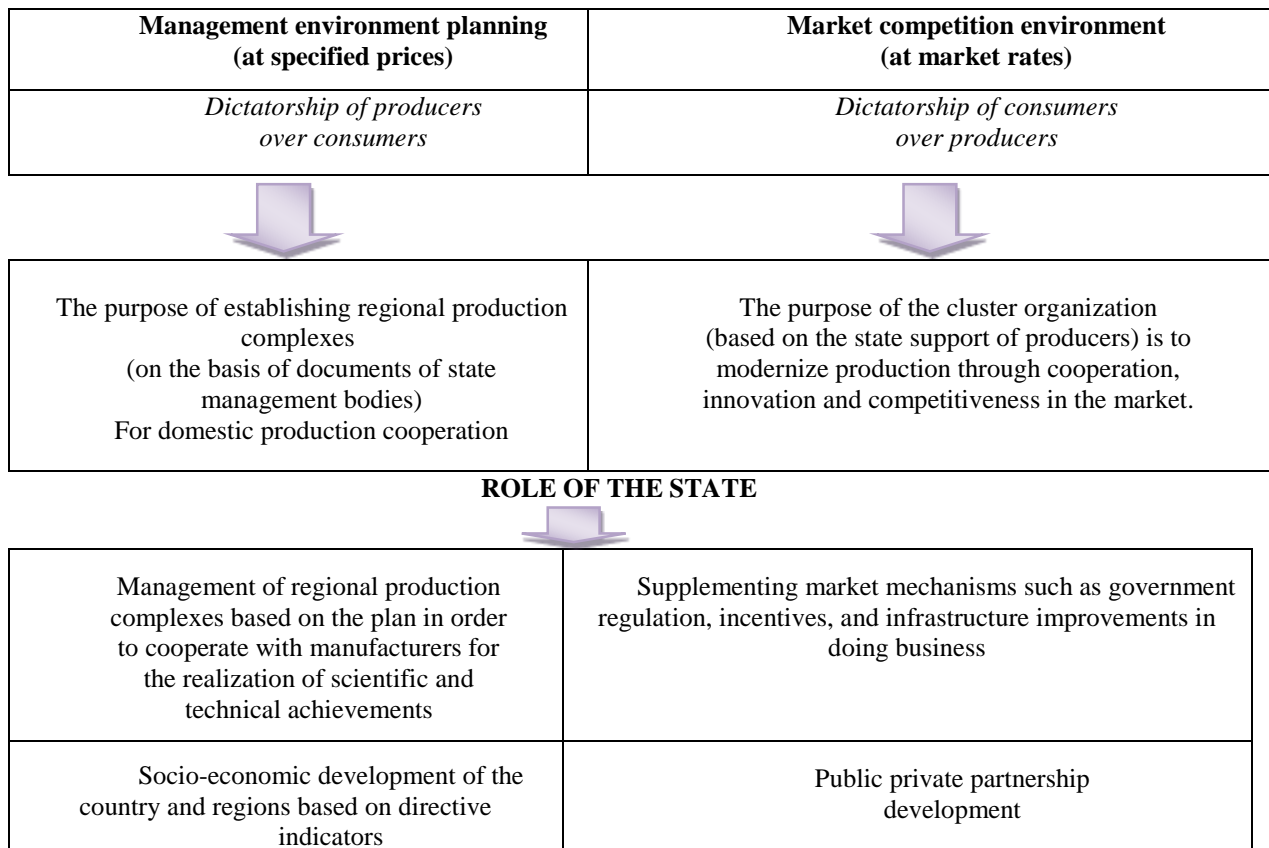 Management environment planning
(at specified prices)
Market competition environment
(at market rates)
Dictatorship of producers
over consumers
Dictatorship of consumers
over producers
The purpose of establishing regional production
complexes
(on the basis of documents of state
management bodies)
For domestic production cooperation
The purpose of the cluster organization
(based on the state support of producers) is to
modernize production through cooperation,
innovation and competitiveness in the market.
ROLE OF THE STATE
Management of regional production
complexes based on the plan in order
to cooperate with manufacturers for
the realization of scientific and
technical achievements
Supplementing market mechanisms such as government
regulation, incentives, and infrastructure improvements in
doing business
Socio-economic development of the
country and regions based on directive
indicators
Public private partnership
development